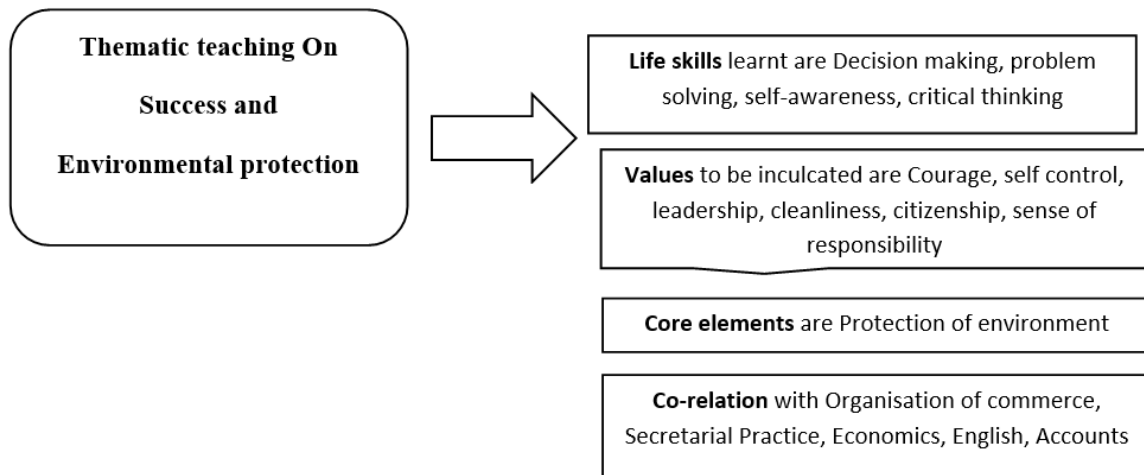 Thematic teaching On
Success and
Environmental protection
Life skills learnt are Decision making, problem
solving, self-awareness, critical thinking
Values to be inculcated are Courage, self control,
leadership, cleanliness, citizenship, sense of
responsibility
Core elements are Protection of environment
Co-relation with Organisation of commerce,
Secretarial Practice, Economics, English, Accounts